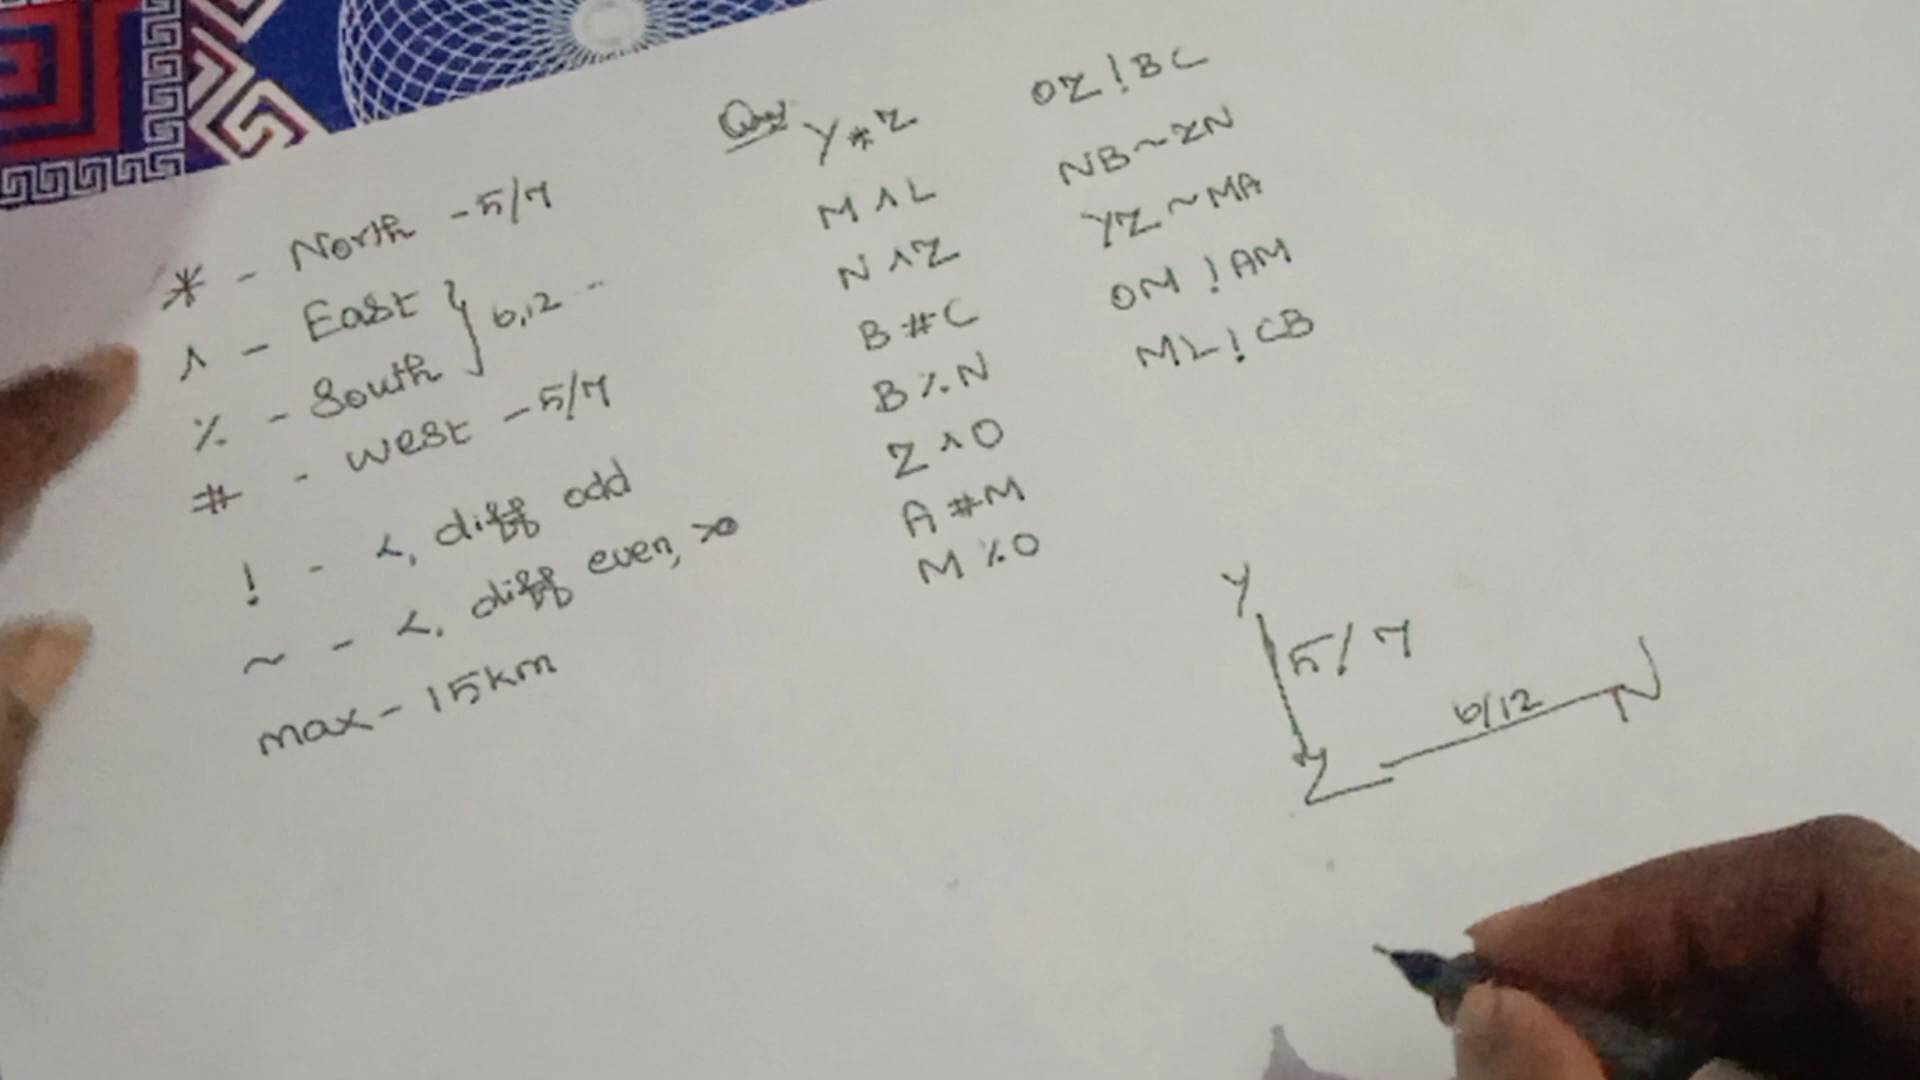 * - North - 5/7
^ - East } 6,12 --
% - South
# - West - 5/7
! - <, diff odd
~ - <, diff even,
max - 15km
Ques
Y * Z
M ^ L
N ^ Z
B # C
B % N
Z ^ O
A # M
M % O
OZ ! BC
NB ~ ZN
YZ ~ MA
OM ! AM
ML ! CB
Y
5/7
6/12
N
Z